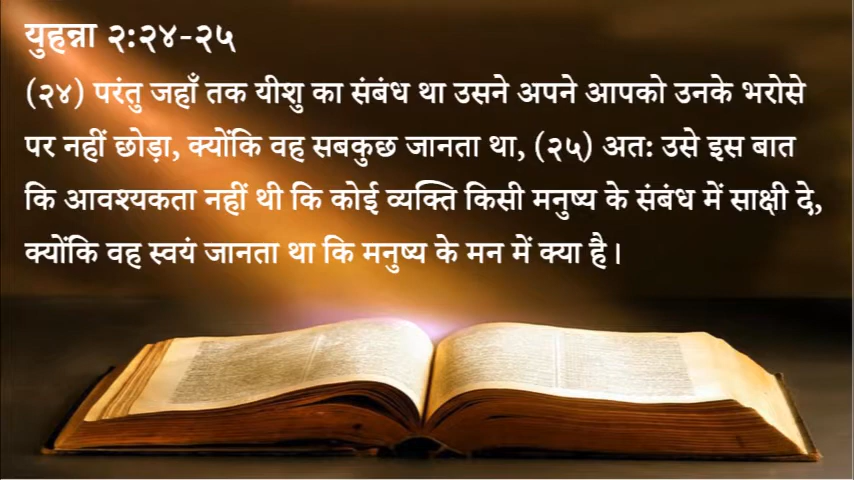 युहन्ना २:२४-२५
(२४) परंतु जहाँ तक यीशु का संबंध था उसने अपने आपको उनके भरोसे
पर नहीं छोड़ा, क्योंकि वह सबकुछ जानता था, (२५) अत: उसे इस बात
कि आवश्यकता नहीं थी कि कोई व्यक्ति किसी मनुष्य के संबंध में साक्षी दे,
क्योंकि वह स्वयं जानता था कि मनुष्य के मन में क्या है।